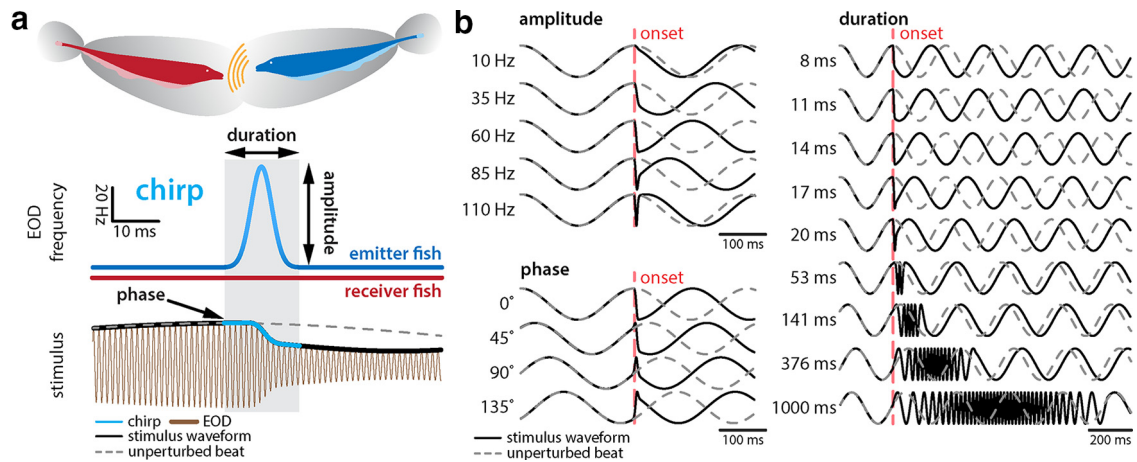 a
duration
chirp
amplitude
20 Hz
10 ms
EOD
frequency
emitter fish
receiver fish
phase
stimulus
chirp EOD
stimulus waveform
unperturbed beat
b
amplitude
onset
10 Hz
35 Hz
60 Hz
85 Hz
110 Hz
100 ms
phase
onset
0°
45°
90°
135°
100 ms
stimulus waveform
unperturbed beat
duration
onset
8 ms
11 ms
14 ms
17 ms
20 ms
53 ms
141 ms
376 ms
1000 ms
200 ms